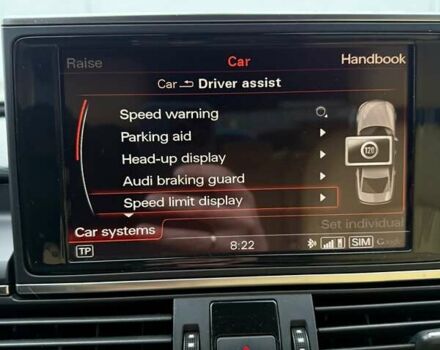 Raise Car Handbook
Car Driver assist
Speed warning
Parking aid
Head-up display
120
Audi braking guard
Speed limit display
Set individual
Car systems
TP 8:22 SIM